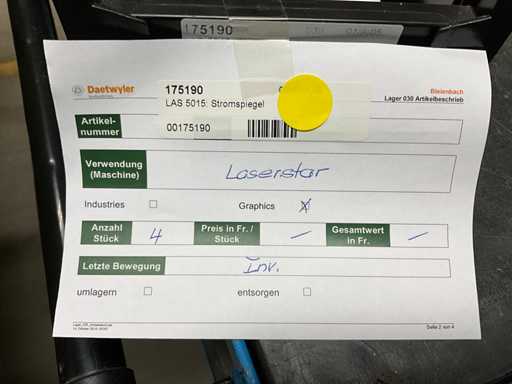 175190
Daetwyler
175190
LAS 5015: Stromspiegel
00175190
Bleienbach
Lager 030 Artikelbeschrieb
Artikel-
nummer
Verwendung
(Maschine)
Laserstar
Industries ☐ Graphics ☒
Anzahl
Stück
4
Preis in Fr. /
Stück
–
Gesamtwert
in Fr.
–
Letzte Bewegung
Inv.
umlagern ☐ entsorgen ☐
Seite 2 von 4